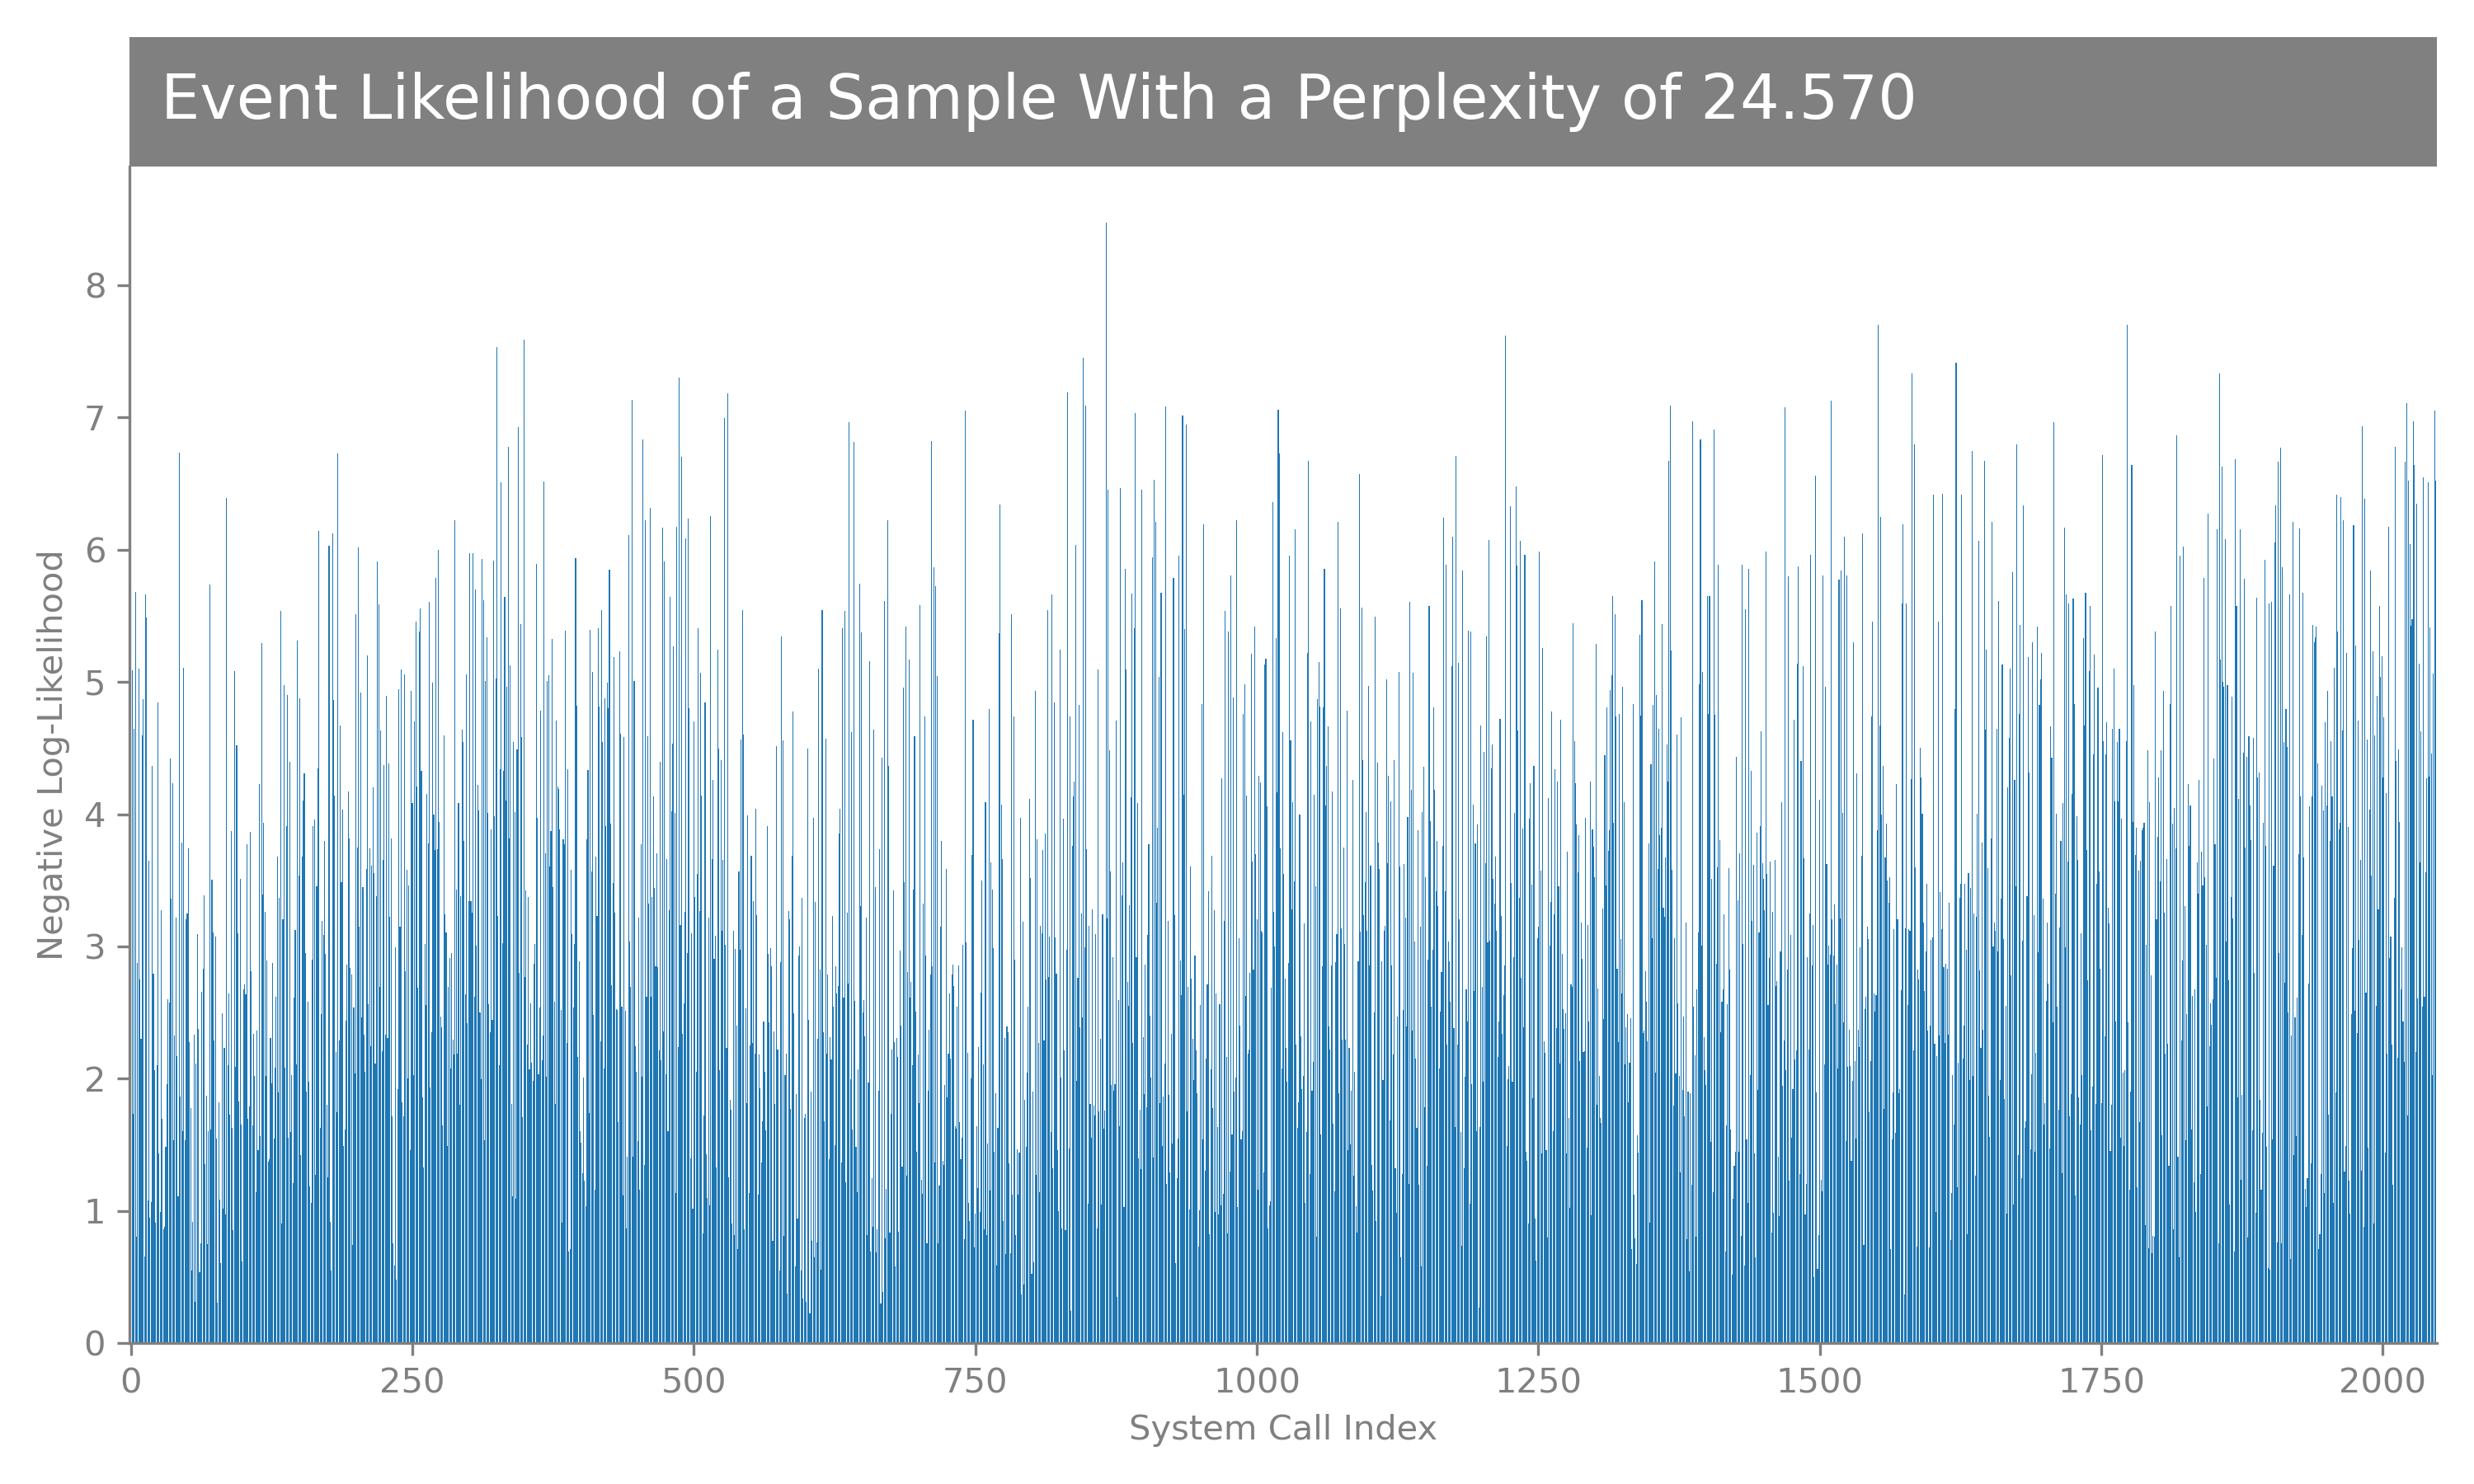 Event Likelihood of a Sample With a Perplexity of 24.570
8
7
6
5
4
3
2
1
0
Negative Log-Likelihood
0 250 500 750 1000 1250 1500 1750 2000
System Call Index